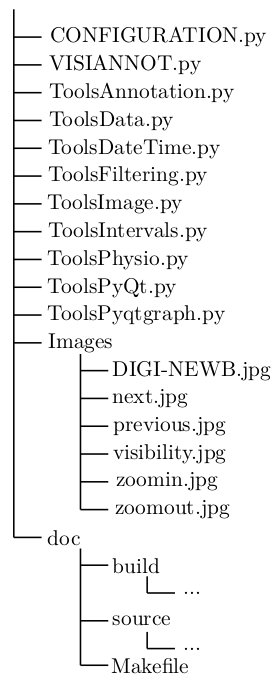 CONFIGURATION.py
VISIANNOT.py
ToolsAnnotation.py
ToolsData.py
ToolsDateTime.py
ToolsFiltering.py
ToolsImage.py
ToolsIntervals.py
ToolsPhysio.py
ToolsPyQt.py
ToolsPyqtgraph.py
Images
DIGI-NEWB.jpg
next.jpg
previous.jpg
visibility.jpg
zoomin.jpg
zoomout.jpg
doc
build
...
source
...
Makefile